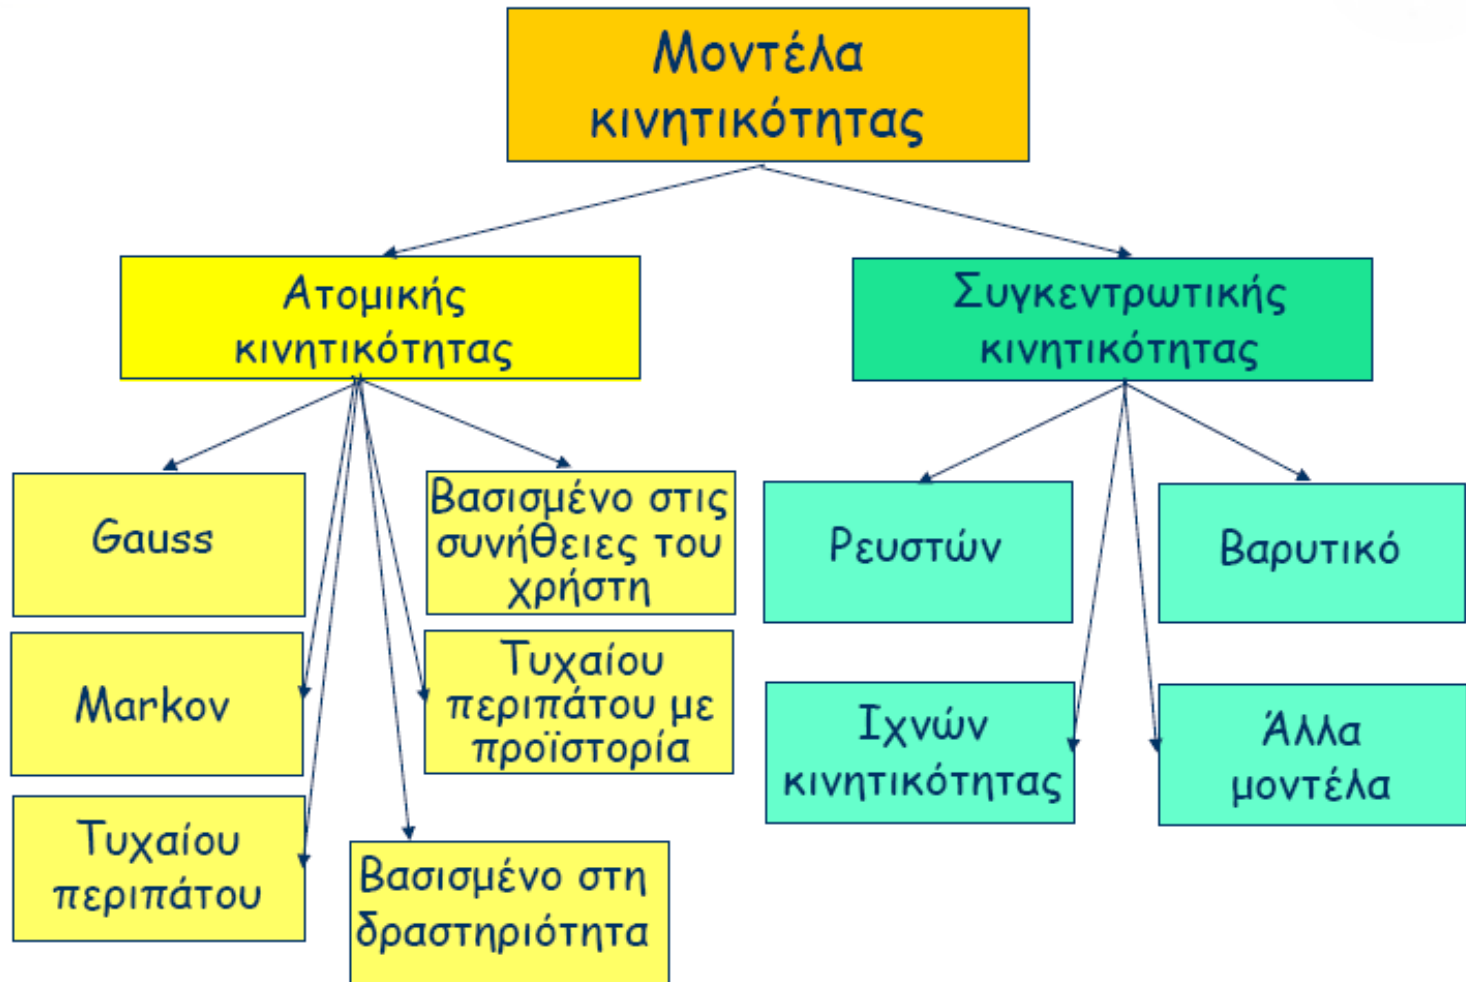 Μοντέλα
κινητικότητας
Ατομικής
κινητικότητας
Συγκεντρωτικής
κινητικότητας
Gauss
Βασισμένο στις
συνήθειες του
χρήστη
Markov
Τυχαίου
περιπάτου με
προϊστορία
Τυχαίου
περιπάτου
Βασισμένο στη
δραστηριότητα
Ρευστών
Βαρυτικό
Ιχνών
κινητικότητας
Άλλα
μοντέλα